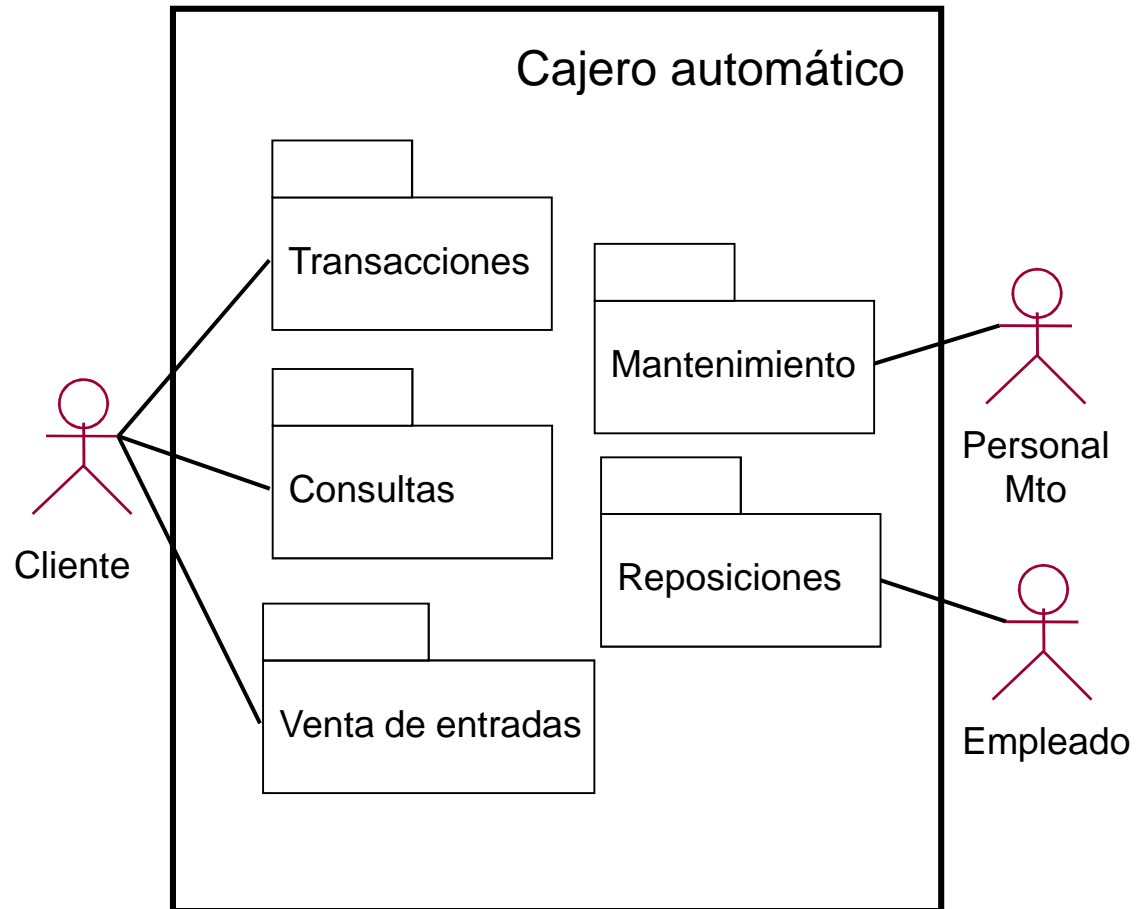 Cajero automático
Transacciones
Mantenimiento
Personal
Mto
Consultas
Cliente
Reposiciones
Venta de entradas
Empleado